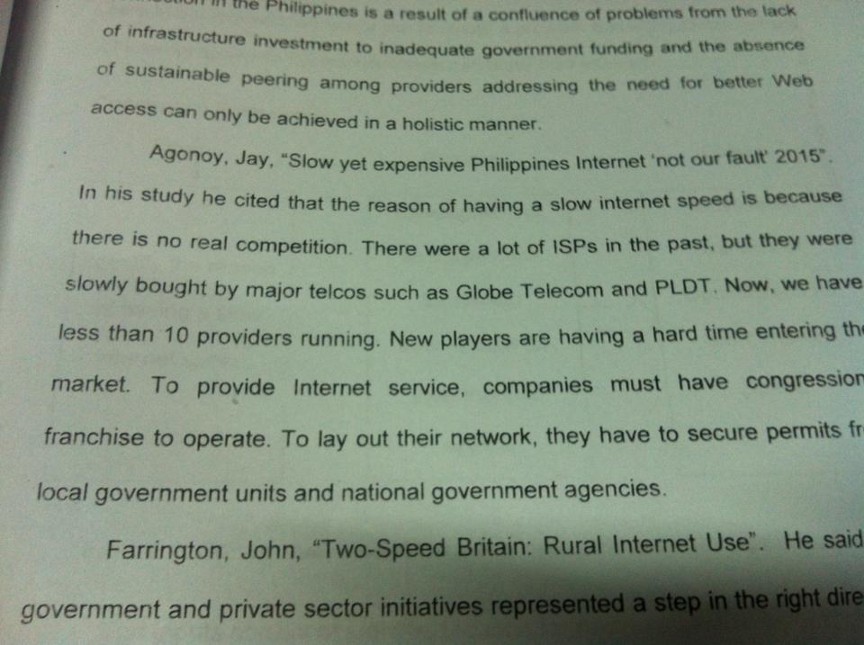 in the Philippines is a result of a confluence of problems from the lack
of infrastructure investment to inadequate government funding and the absence
of sustainable peering among providers addressing the need for better Web
access can only be achieved in a holistic manner.
Agonoy, Jay, “Slow yet expensive Philippines Internet 'not our fault' 2015”.
In his study he cited that the reason of having a slow internet speed is because
there is no real competition. There were a lot of ISPs in the past, but they were
slowly bought by major telcos such as Globe Telecom and PLDT. Now, we have
less than 10 providers running. New players are having a hard time entering the
market. To provide Internet service, companies must have congression
franchise to operate. To lay out their network, they have to secure permits fr
local government units and national government agencies.
Farrington, John, “Two-Speed Britain: Rural Internet Use”. He said
government and private sector initiatives represented a step in the right dire